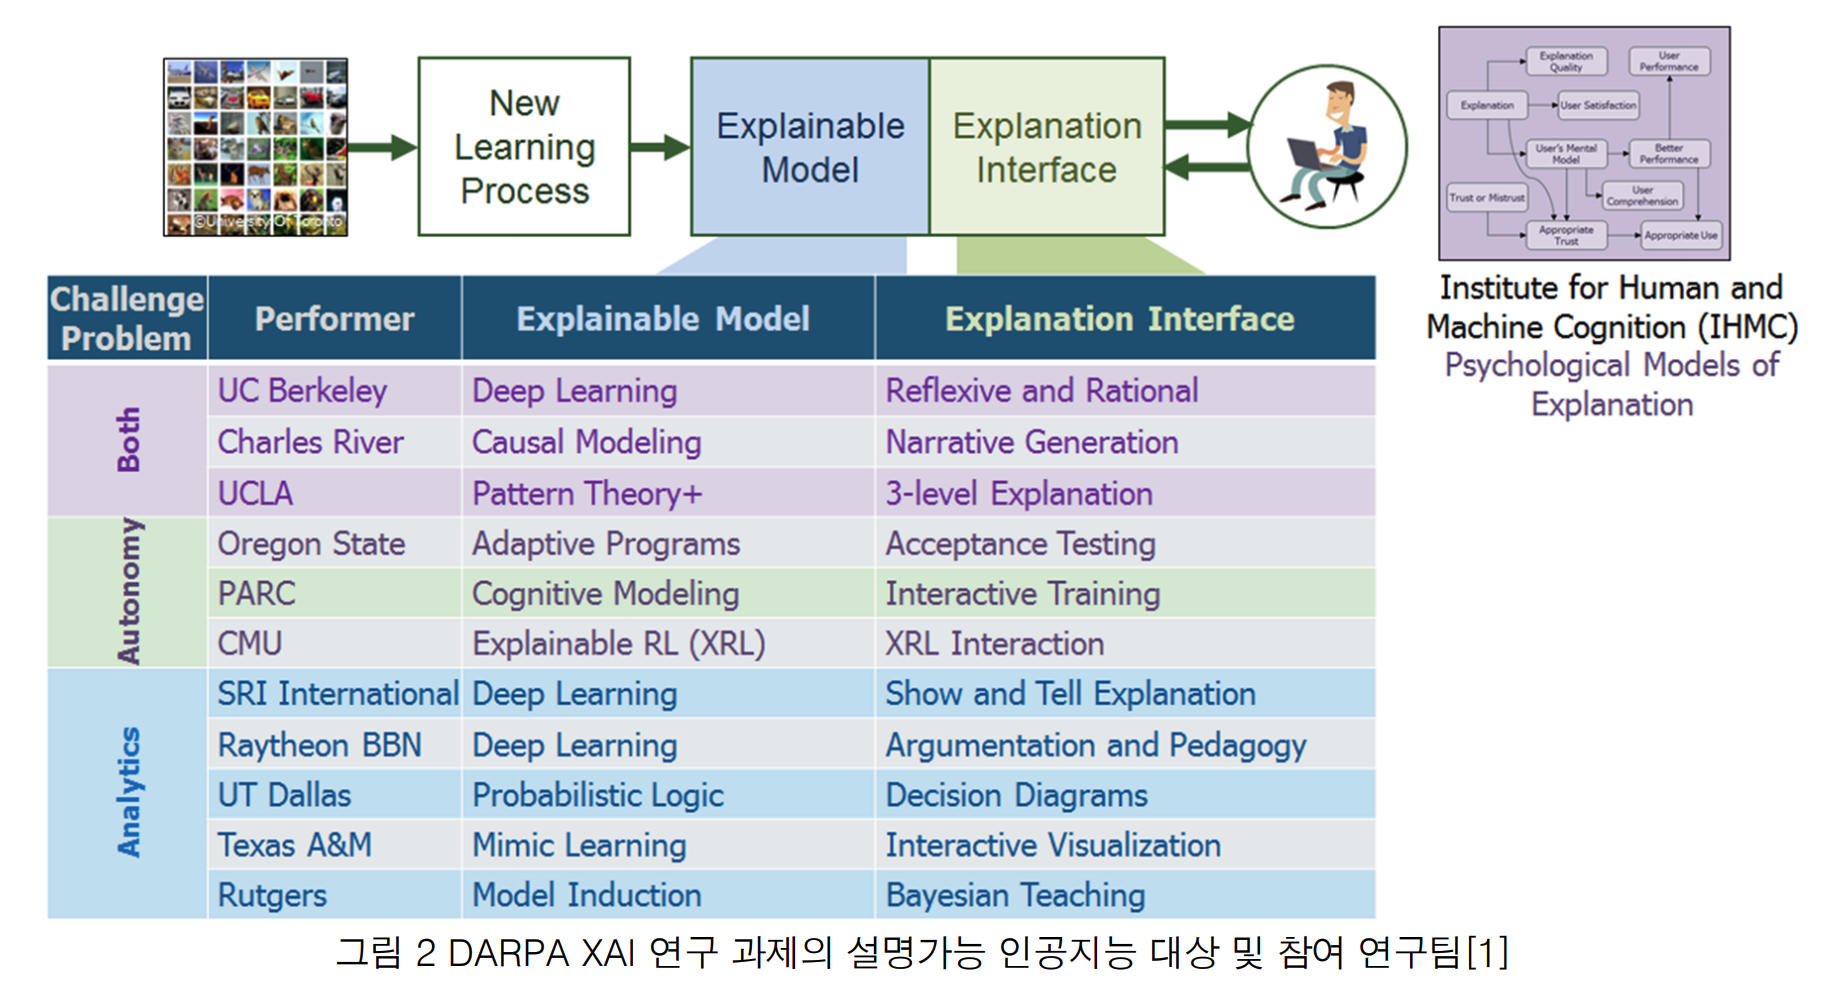 New
Learning
Process
Explainable
Model
Explanation
Interface
©University Of Toronto
Explanation
Quality
User
Performance
Explanation
User Satisfaction
User's Mental
Model
Better
Performance
Trust or Mistrust
User
Comprehension
Appropriate
Trust
Appropriate Use
Institute for Human and
Machine Cognition (IHMC)
Psychological Models of
Explanation
Challenge
Problem
Performer
Explainable Model
Explanation Interface
Both
UC Berkeley
Deep Learning
Reflexive and Rational
Charles River
Causal Modeling
Narrative Generation
UCLA
Pattern Theory+
3-level Explanation
Autonomy
Oregon State
Adaptive Programs
Acceptance Testing
PARC
Cognitive Modeling
Interactive Training
CMU
Explainable RL (XRL)
XRL Interaction
Analytics
SRI International
Deep Learning
Show and Tell Explanation
Raytheon BBN
Deep Learning
Argumentation and Pedagogy
UT Dallas
Probabilistic Logic
Decision Diagrams
Texas A&M
Mimic Learning
Interactive Visualization
Rutgers
Model Induction
Bayesian Teaching
그림 2 DARPA XAI 연구 과제의 설명가능 인공지능 대상 및 참여 연구팀[1]